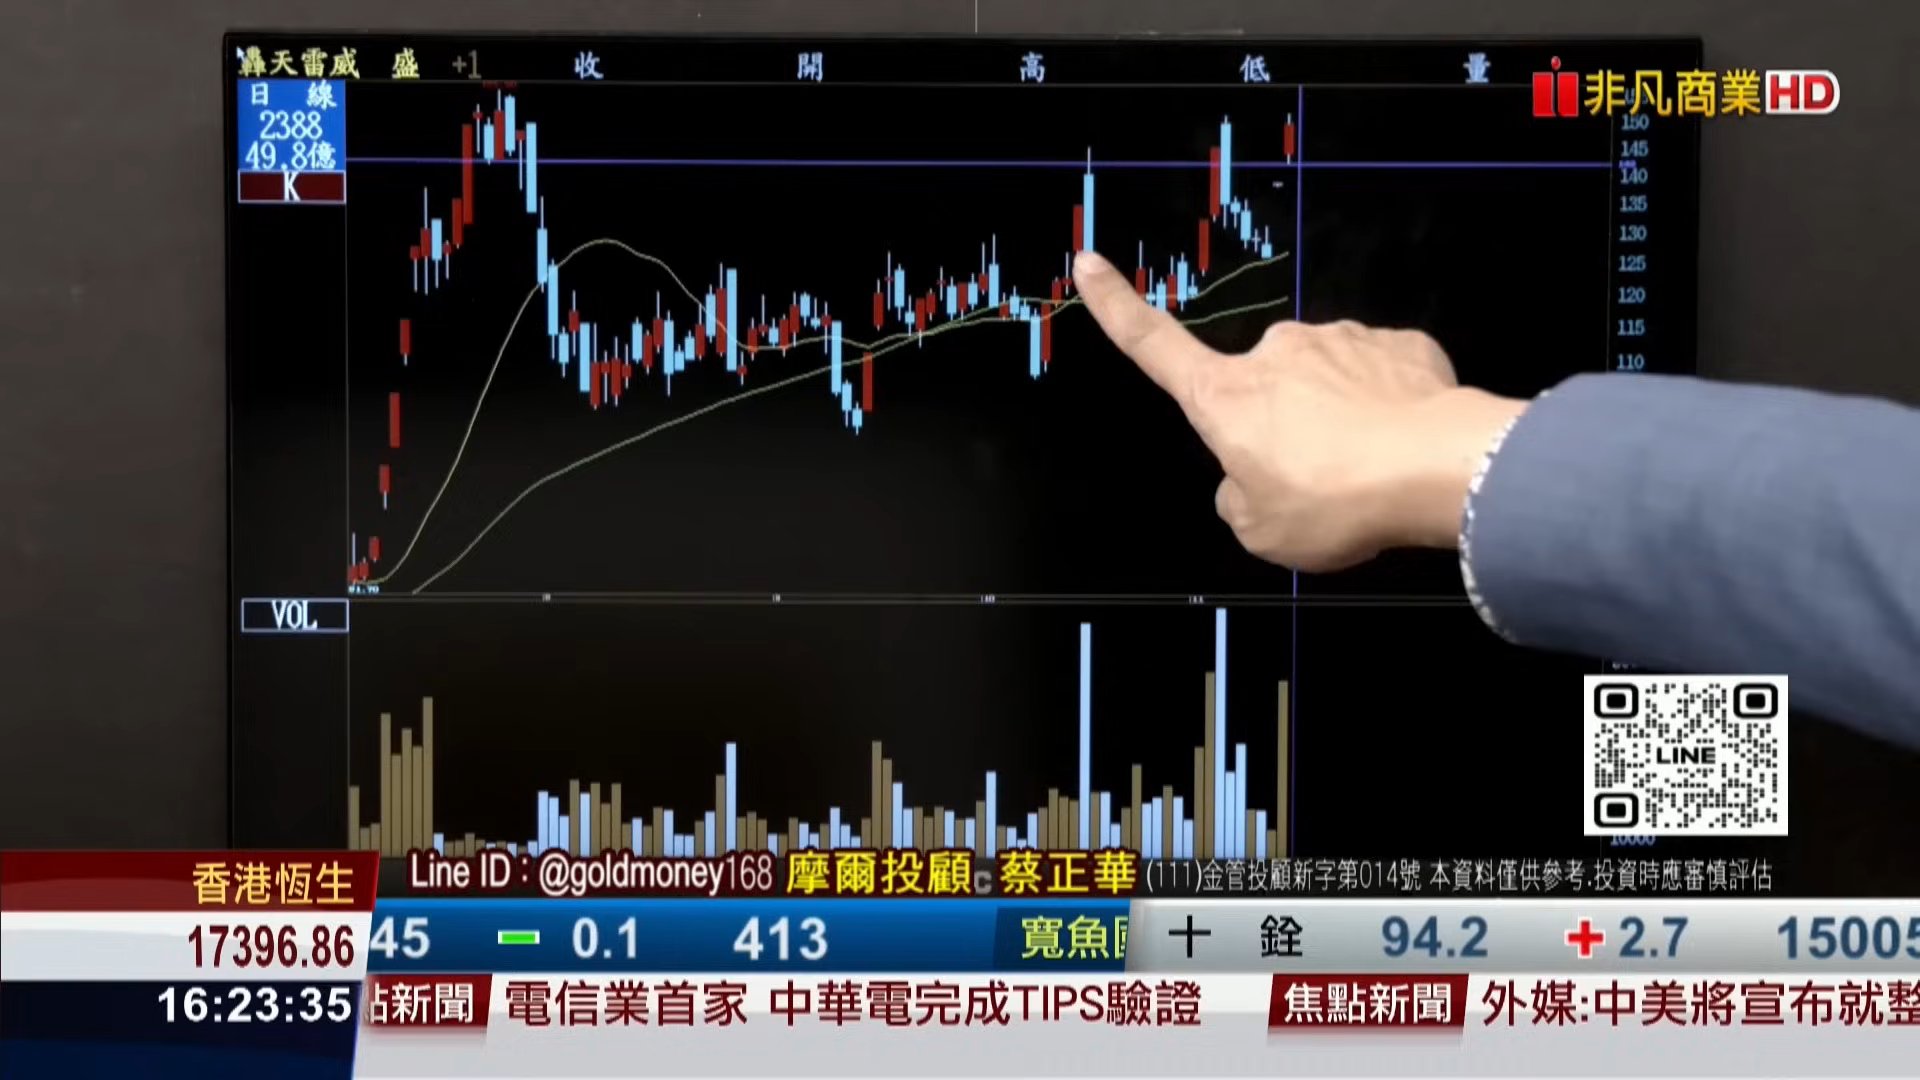 轟天雷威 盛 +1 收 開 高 低 量
非凡商業HD
日 線
2388
49.8億
K
150
145
140
135
130
125
120
115
110
VOL
10000
LINE
Line ID : @goldmoney168 摩爾投顧 蔡正華 (111)金管投顧新字第014號 本資料僅供參考.投資時應審慎評估
香港恆生
17396.86
16:23:35
45 0.1 413 寬魚 十 銓 94.2 + 2.7 15005
點新聞 電信業首家 中華電完成TIPS驗證 焦點新聞 外媒:中美將宣布就整